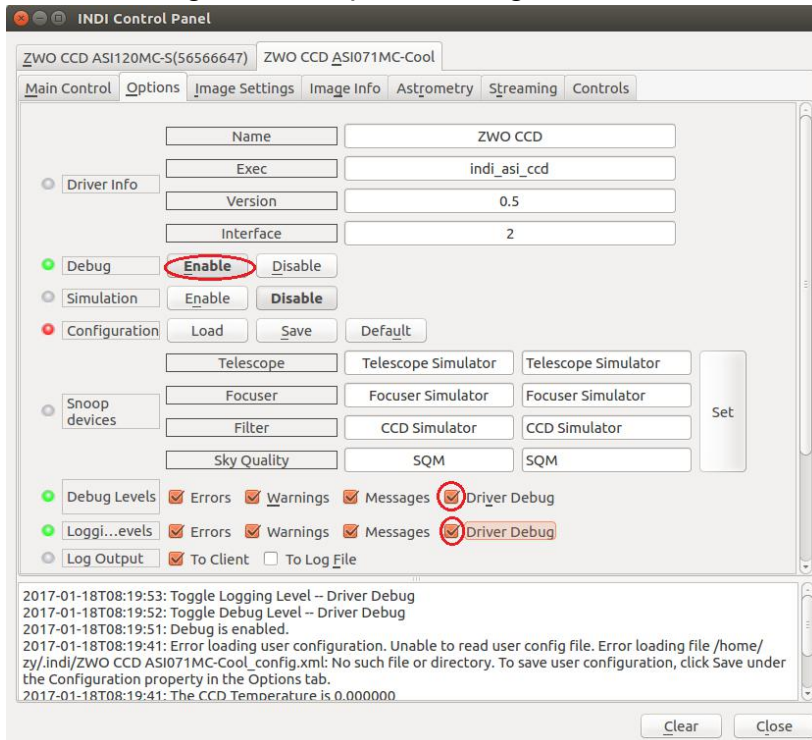 INDI Control Panel
ZWO CCD ASI120MC-S(56566647) ZWO CCD ASI071MC-Cool
Main Control Options Image Settings Image Info Astrometry Streaming Controls
Name ZWO CCD
Exec indi_asi_ccd
Driver Info
Version 0.5
Interface 2
Debug Enable Disable
Simulation Enable Disable
Configuration Load Save Default
Telescope Telescope Simulator Telescope Simulator
Focuser Focuser Simulator Focuser Simulator
Snoop
devices
Set
Filter CCD Simulator CCD Simulator
Sky Quality SQM SQM
Debug Levels Errors Warnings Messages Driver Debug
Loggi...evels Errors Warnings Messages Driver Debug
Log Output To Client To Log File
2017-01-18T08:19:53: Toggle Logging Level -- Driver Debug
2017-01-18T08:19:52: Toggle Debug Level -- Driver Debug
2017-01-18T08:19:51: Debug is enabled.
2017-01-18T08:19:41: Error loading user configuration. Unable to read user config file. Error loading file /home/
zy/.indi/ZWO CCD ASI071MC-Cool_config.xml: No such file or directory. To save user configuration, click Save under
the Configuration property in the Options tab.
2017-01-18T08:19:41: The CCD Temperature is 0.000000
Clear Close